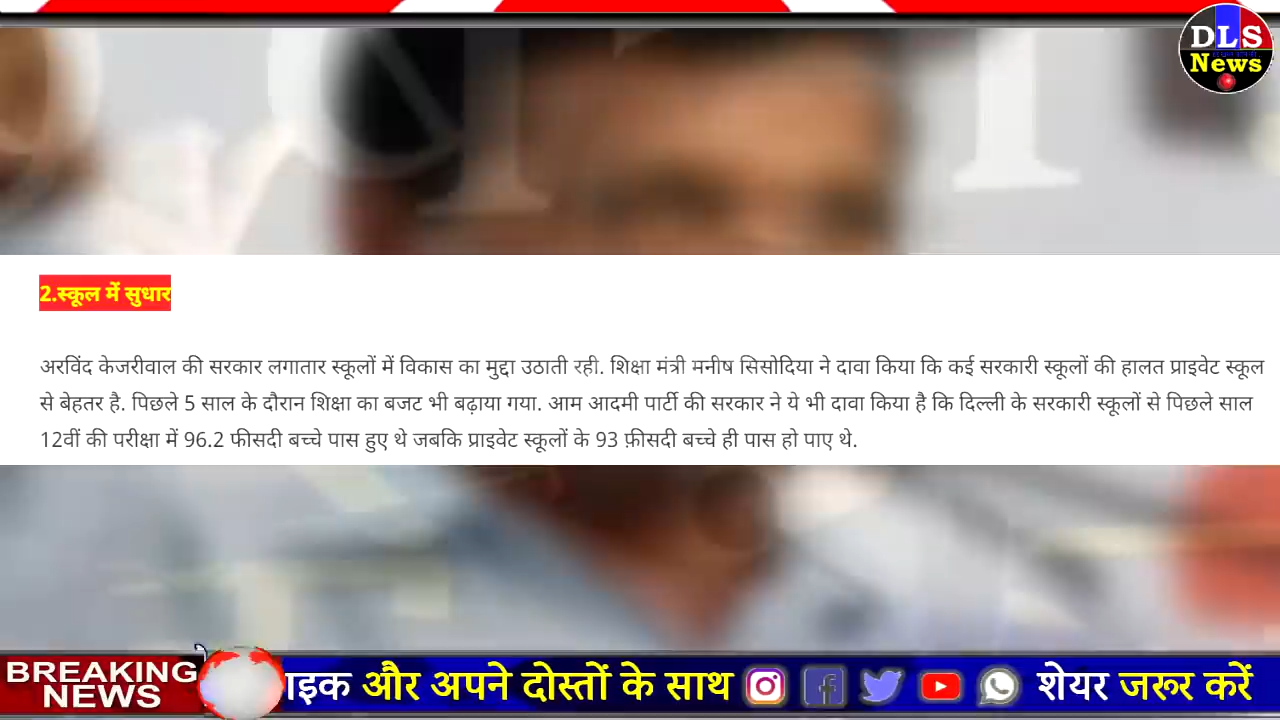 DLS
News
2.स्कूल में सुधार
अरविंद केजरीवाल की सरकार लगातार स्कूलों में विकास का मुद्दा उठाती रही. शिक्षा मंत्री मनीष सिसोदिया ने दावा किया कि कई सरकारी स्कूलों की हालत प्राइवेट स्कूल
से बेहतर है. पिछले 5 साल के दौरान शिक्षा का बजट भी बढ़ाया गया. आम आदमी पार्टी की सरकार ने ये भी दावा किया है कि दिल्ली के सरकारी स्कूलों से पिछले साल
12वीं की परीक्षा में 96.2 फीसदी बच्चे पास हुए थे जबकि प्राइवेट स्कूलों के 93 फ़ीसदी बच्चे ही पास हो पाए थे.
BREAKING
NEWS
और अपने दोस्तों के साथ शेयर जरूर करें